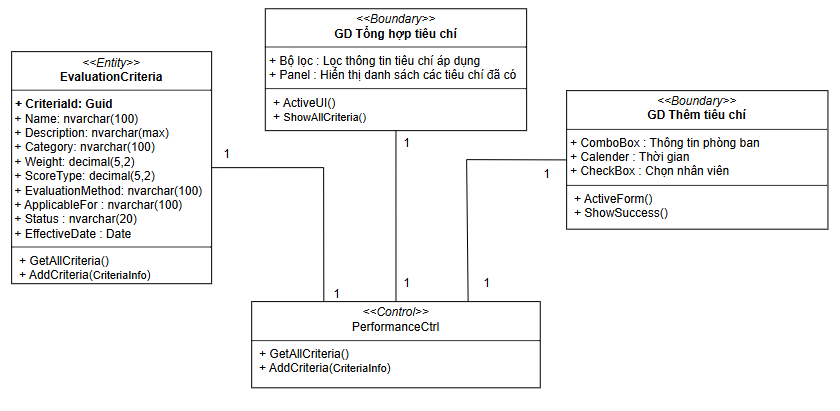 <<Boundary>>
GD Tổng hợp tiêu chí
+ Bộ lọc : Lọc thông tin tiêu chí áp dụng
+ Panel : Hiển thị danh sách các tiêu chí đã có
+ ActiveUI()
+ ShowAllCriteria()
<<Entity>>
EvaluationCriteria
+ CriteriaId: Guid
+ Name: nvarchar(100)
+ Description: nvarchar(max)
+ Category: nvarchar(100)
+ Weight: decimal(5,2)
+ ScoreType: decimal(5,2)
+ EvaluationMethod: nvarchar(100)
+ ApplicableFor : nvarchar(100)
+ Status : nvarchar(20)
+ EffectiveDate : Date
+ GetAllCriteria()
+ AddCriteria(CriteriaInfo)
<<Boundary>>
GD Thêm tiêu chí
+ ComboBox : Thông tin phòng ban
+ Calender : Thời gian
+ CheckBox : Chọn nhân viên
+ ActiveForm()
+ ShowSuccess()
1
1
1
1
1
1
<<Control>>
PerformanceCtrl
+ GetAllCriteria()
+ AddCriteria(CriteriaInfo)